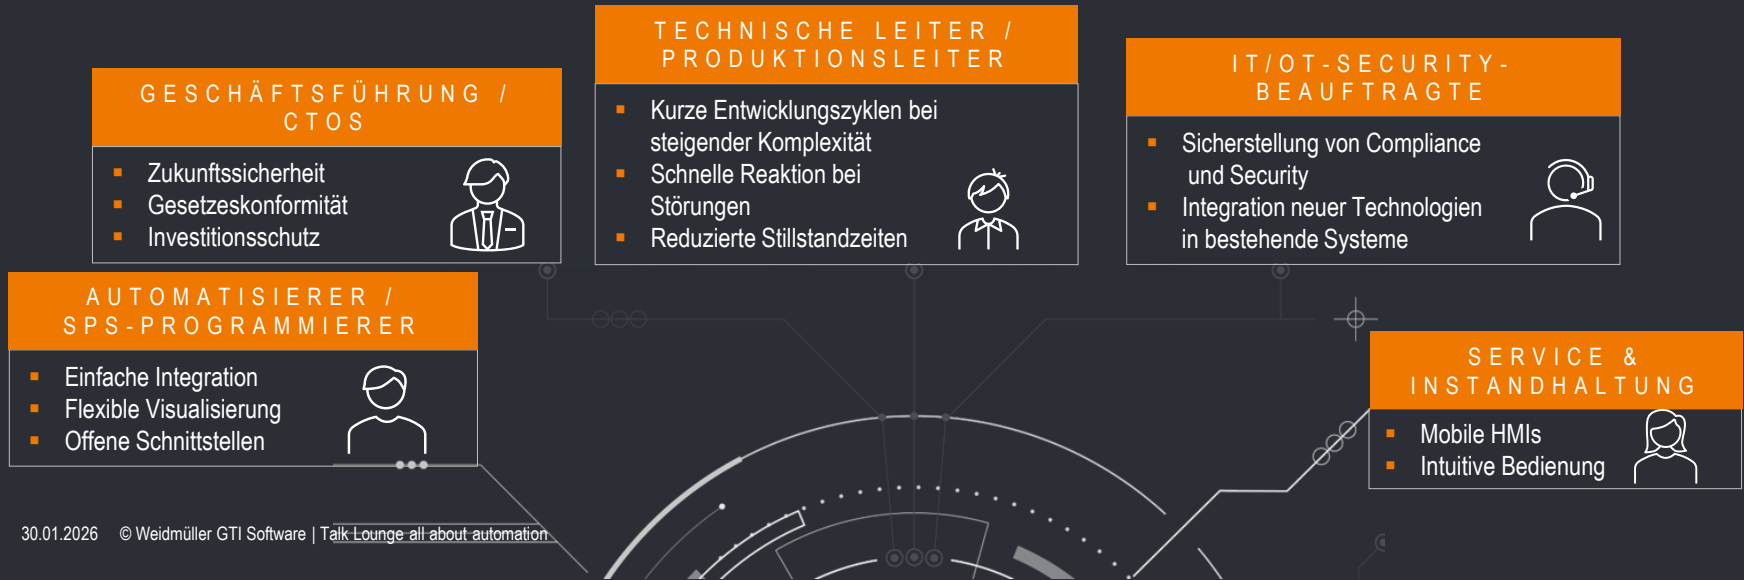 GESCHÄFTSFÜHRUNG /
CTOS
Zukunftssicherheit
Gesetzeskonformität
Investitionsschutz
TECHNISCHE LEITER /
PRODUKTIONSLEITER
Kurze Entwicklungszyklen bei
steigender Komplexität
Schnelle Reaktion bei
Störungen
Reduzierte Stillstandzeiten
IT/OT-SECURITY-
BEAUFTRAGTE
Sicherstellung von Compliance
und Security
Integration neuer Technologien
in bestehende Systeme
AUTOMATISIERER /
SPS-PROGRAMMIERER
Einfache Integration
Flexible Visualisierung
Offene Schnittstellen
SERVICE &
INSTANDHALTUNG
Mobile HMIs
Intuitive Bedienung
30.01.2026 © Weidmüller GTI Software | Talk Lounge all about automation